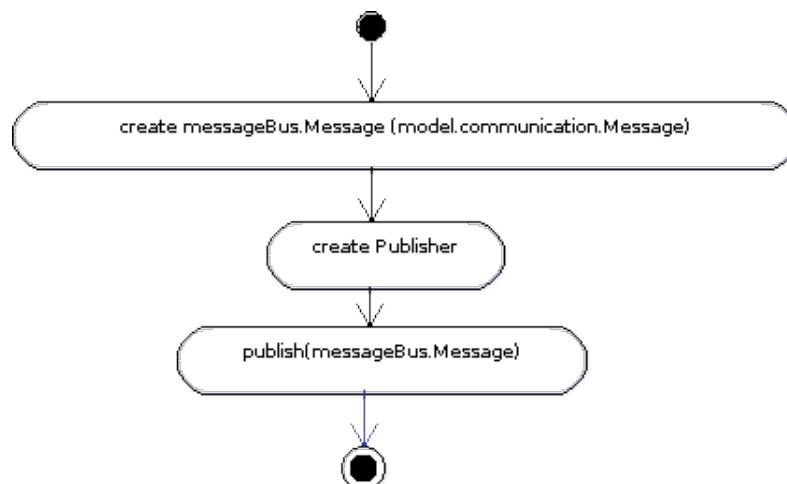 create messageBus.Message (model.communication.Message)
create Publisher
publish(messageBus.Message)